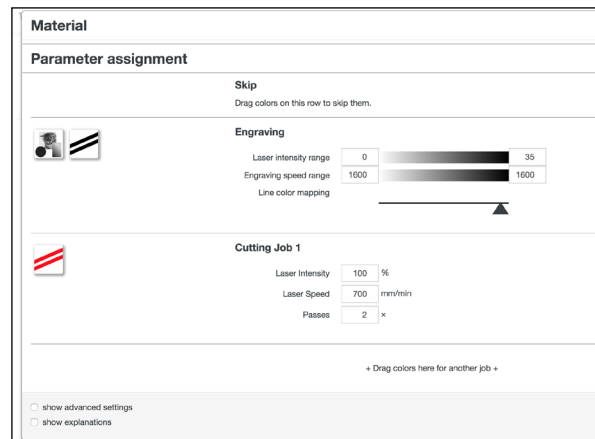 Material
Parameter assignment
Skip
Drag colors on this row to skip them.
Engraving
Laser intensity range 0 35
Engraving speed range 1600 1600
Line color mapping
Cutting Job 1
Laser Intensity 100 %
Laser Speed 700 mm/min
Passes 2 ×
+ Drag colors here for another job +
show advanced settings
show explanations